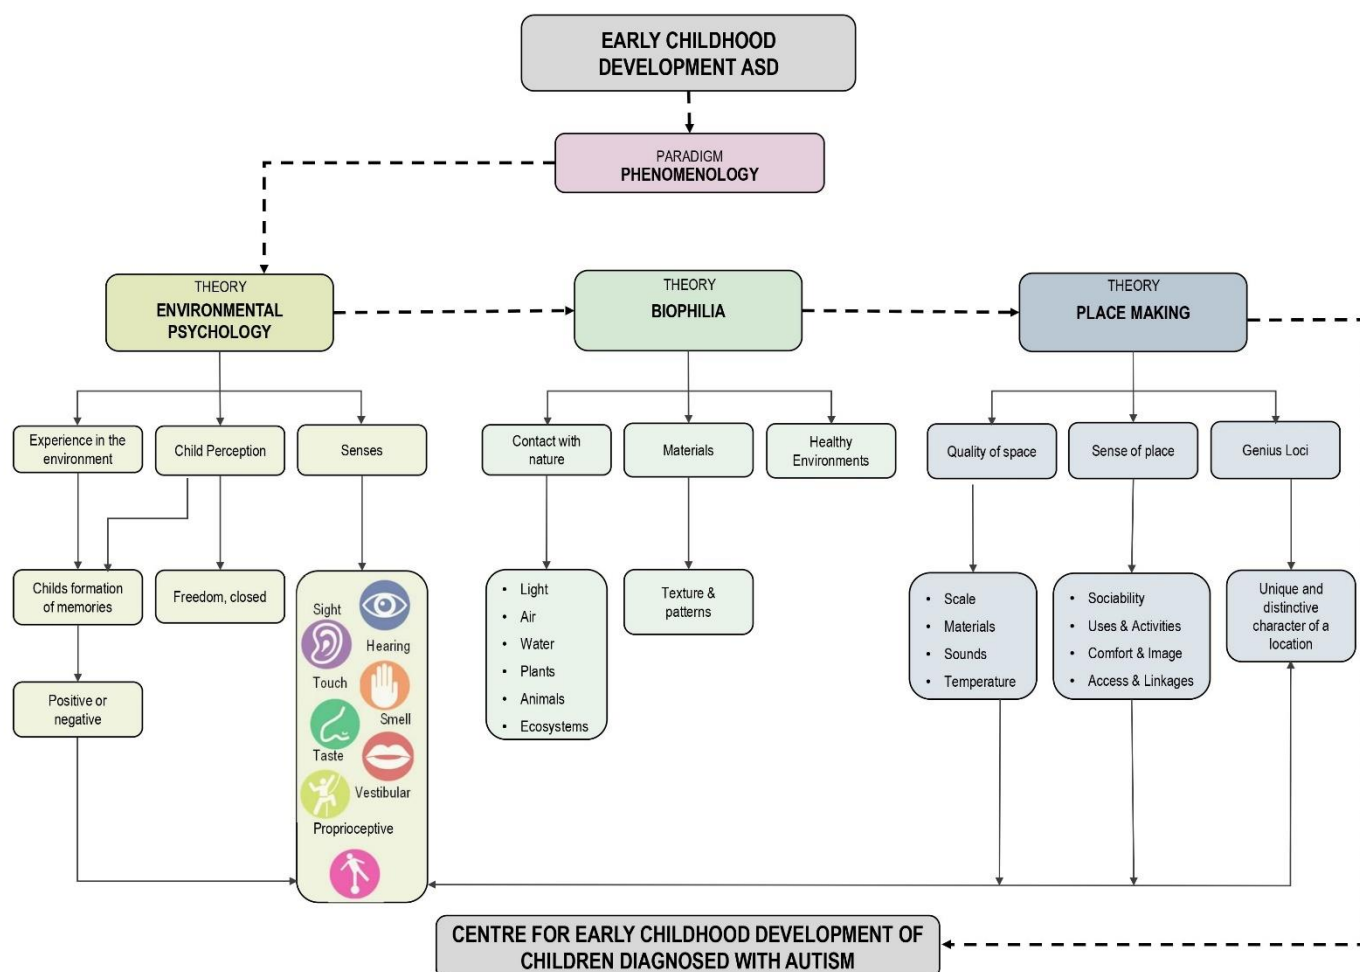 EARLY CHILDHOOD
DEVELOPMENT ASD
PARADIGM
PHENOMENOLOGY
THEORY
ENVIRONMENTAL
PSYCHOLOGY
THEORY
BIOPHILIA
THEORY
PLACE MAKING
Experience in the
environment
Child Perception
Senses
Contact with
nature
Materials
Healthy
Environments
Quality of space
Sense of place
Genius Loci
Childs formation
of memories
Freedom, closed
Positive or
negative
Sight
Hearing
Touch
Smell
Taste
Vestibular
Proprioceptive
• Light
• Air
• Water
• Plants
• Animals
• Ecosystems
Texture &
patterns
• Scale
• Materials
• Sounds
• Temperature
• Sociability
• Uses & Activities
• Comfort & Image
• Access & Linkages
Unique and
distinctive
character of a
location
CENTRE FOR EARLY CHILDHOOD DEVELOPMENT OF
CHILDREN DIAGNOSED WITH AUTISM